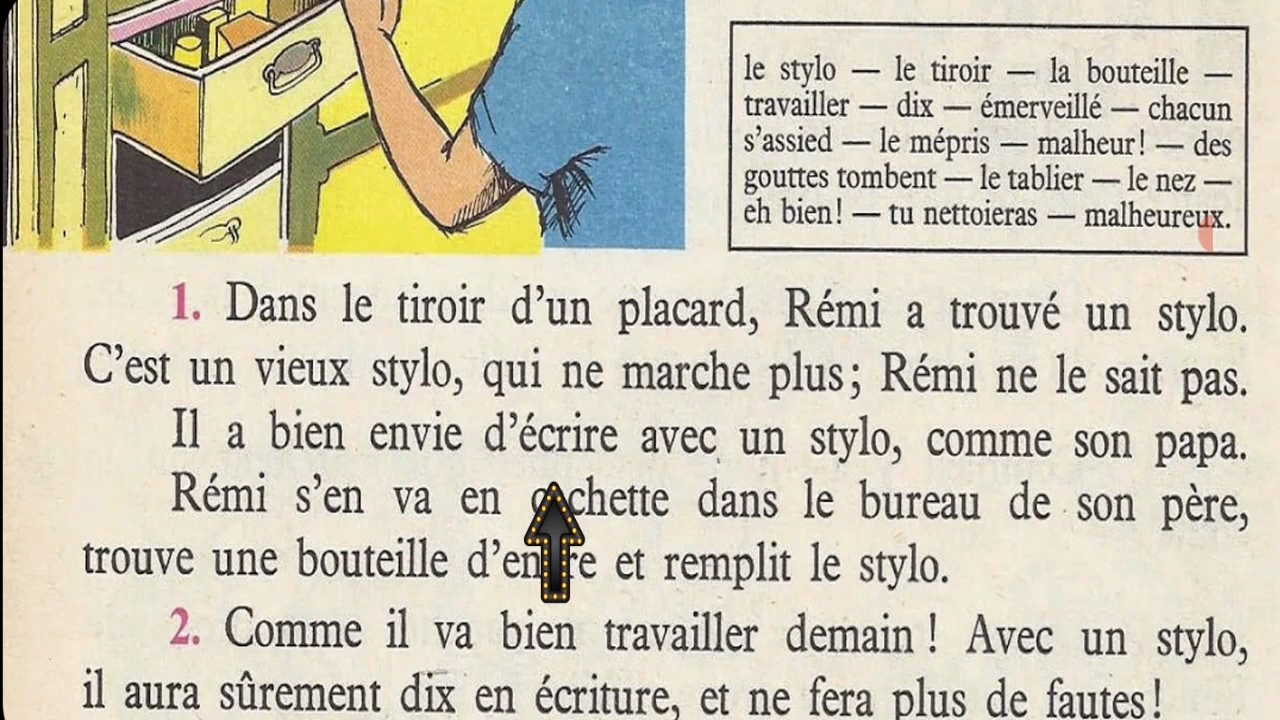 le stylo — le tiroir — la bouteille —
travailler — dix — émerveillé — chacun
s'assied — le mépris — malheur! — des
gouttes tombent — le tablier — le nez —
eh bien! — tu nettoieras — malheureux.
1. Dans le tiroir d'un placard, Rémi a trouvé un stylo.
C'est un vieux stylo, qui ne marche plus; Rémi ne le sait pas.
Il a bien envie d'écrire avec un stylo, comme son papa.
Rémi s'en va en cachette dans le bureau de son père,
trouve une bouteille d'encre et remplit le stylo.
2. Comme il va bien travailler demain! Avec un stylo,
il aura sûrement dix en écriture, et ne fera plus de fautes!